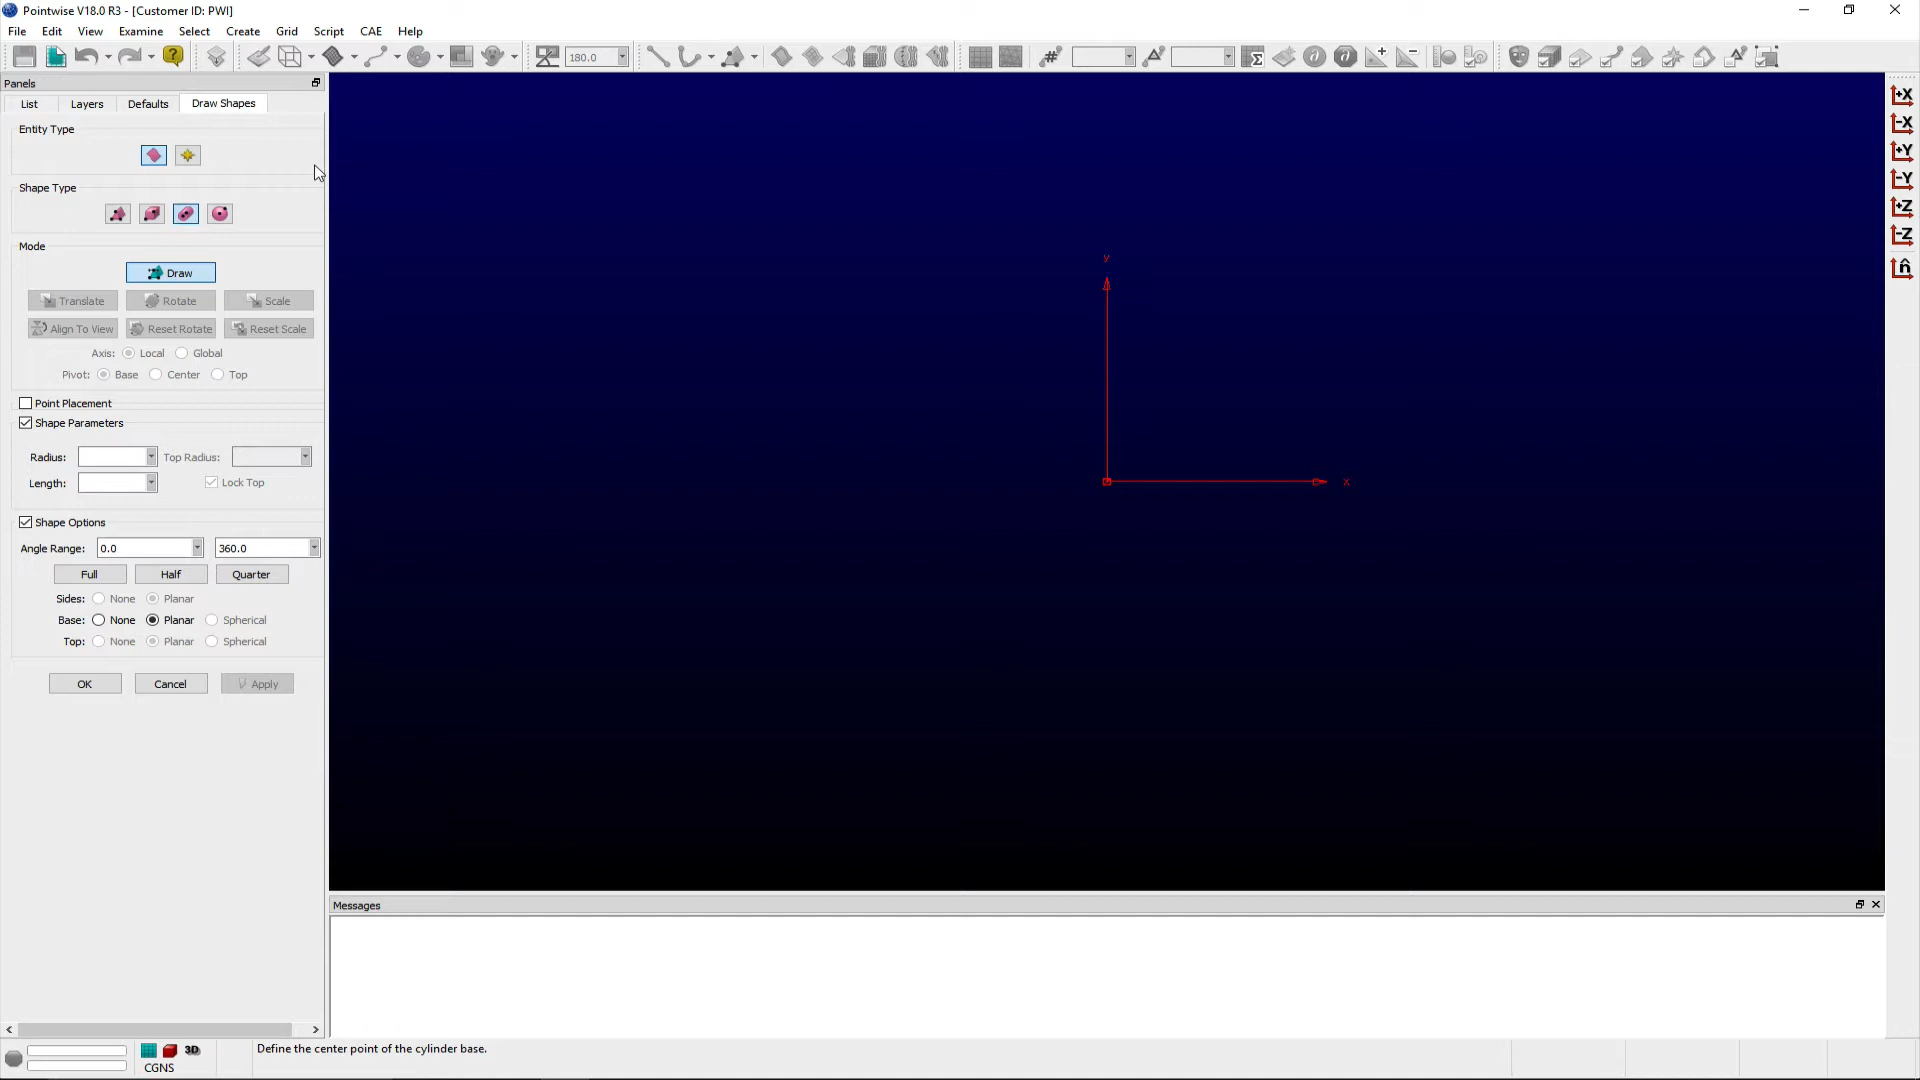 Pointwise V18.0 R3 - [Customer ID: PWI]
File Edit View Examine Select Create Grid Script CAE Help
180.0
Panels
List Layers Defaults Draw Shapes
Entity Type
Shape Type
Mode
Draw
Translate Rotate Scale
Align To View Reset Rotate Reset Scale
Axis: Local Global
Pivot: Base Center Top
Point Placement
Shape Parameters
Radius: Top Radius:
Length: Lock Top
Shape Options
Angle Range: 0.0 360.0
Full Half Quarter
Sides: None Planar
Base: None Planar Spherical
Top: None Planar Spherical
OK Cancel Apply
y
x
+X
-X
+Y
-Y
+Z
-Z
n̂
Messages
3D
CGNS
Define the center point of the cylinder base.